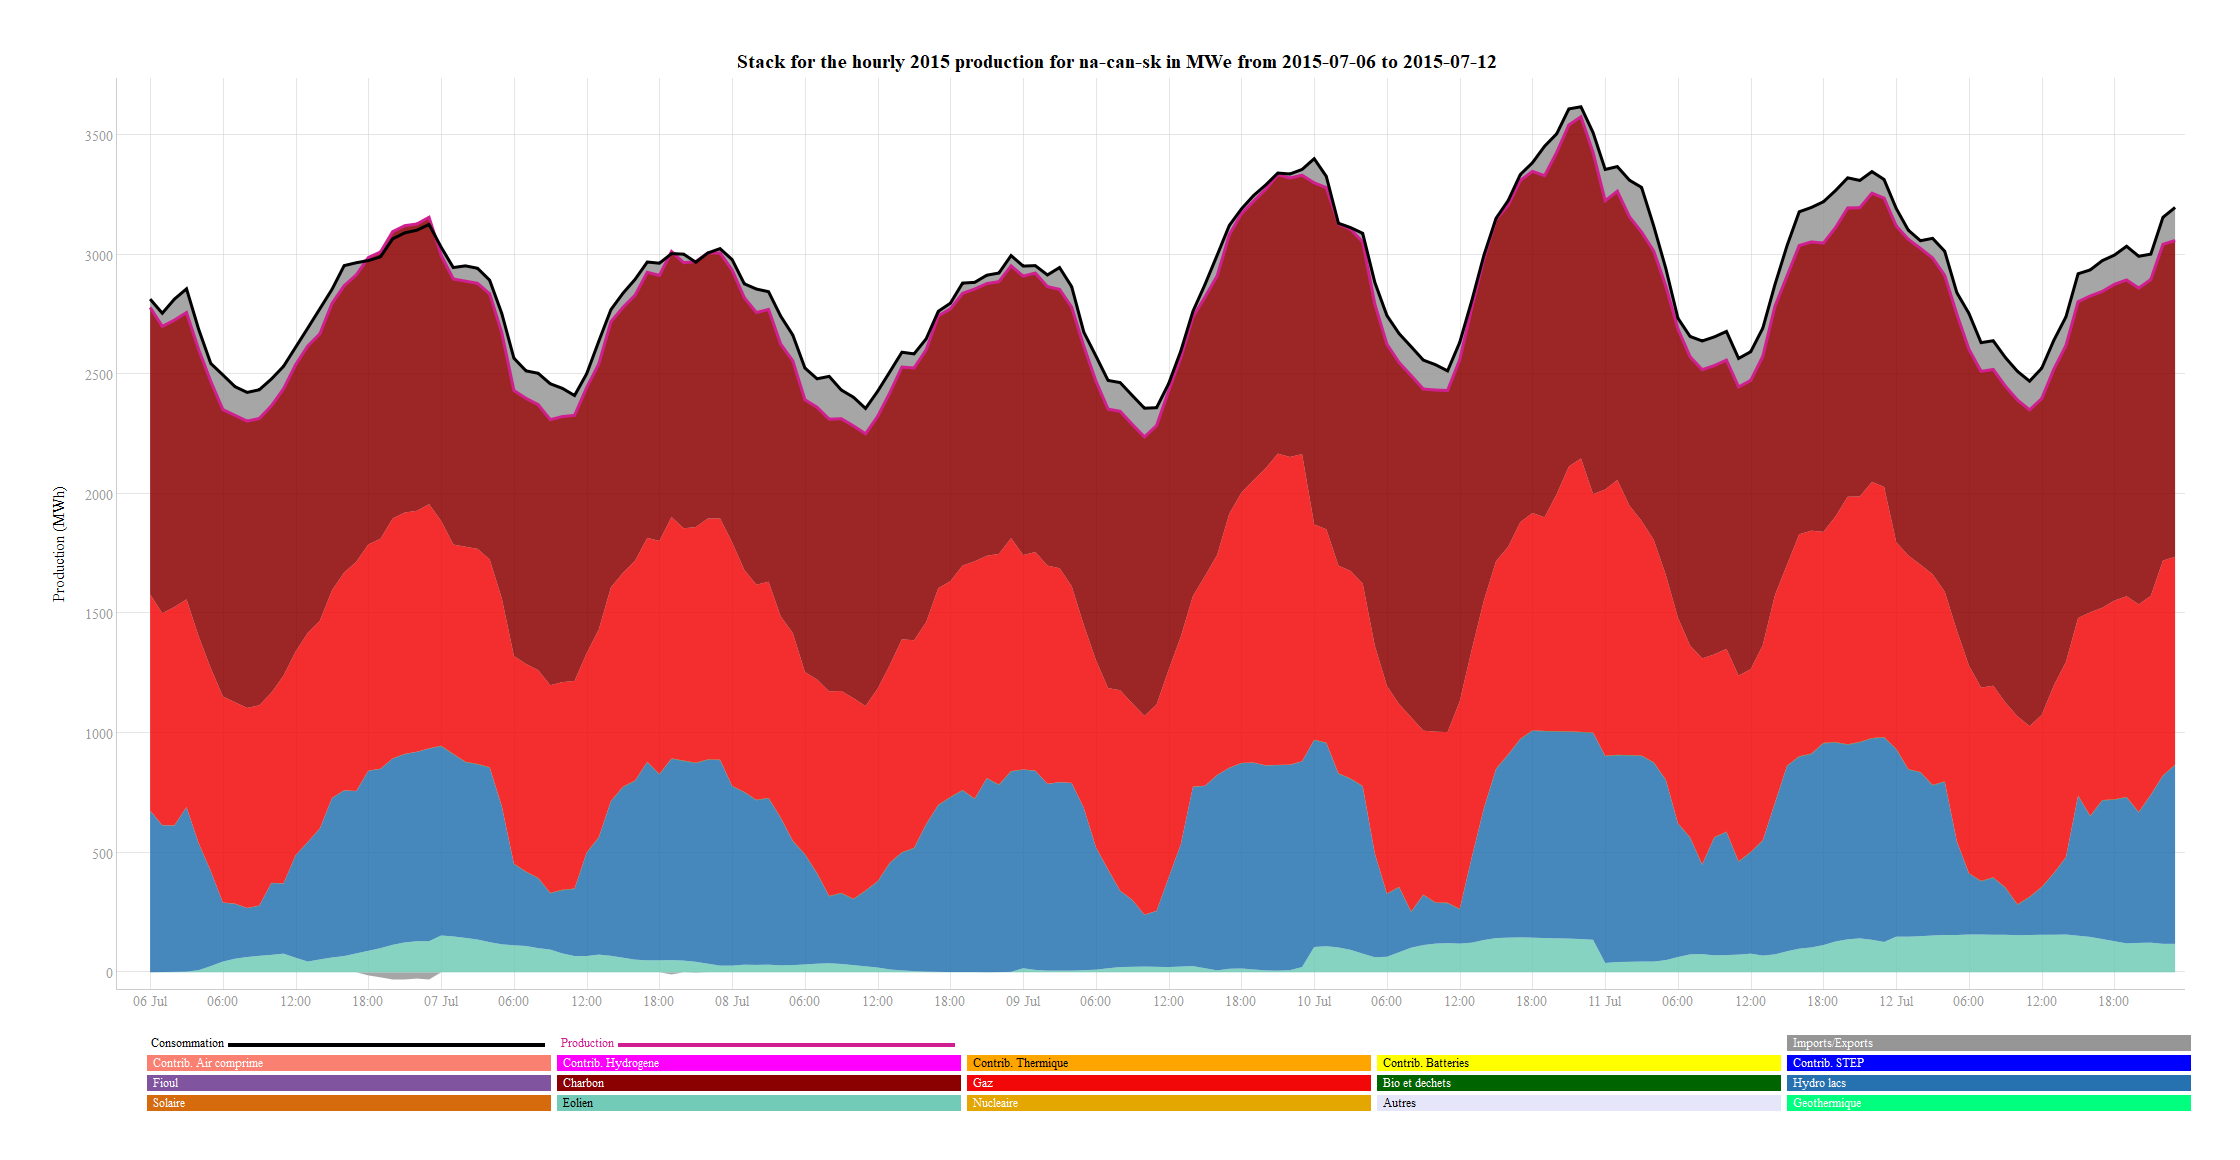 Stack for the hourly 2015 production for na-can-sk in MWe from 2015-07-06 to 2015-07-12
Production (MWh)
3500
3000
2500
2000
1500
1000
500
0
06 Jul 06:00 12:00 18:00 07 Jul 06:00 12:00 18:00 08 Jul 06:00 12:00 18:00 09 Jul 06:00 12:00 18:00 10 Jul 06:00 12:00 18:00 11 Jul 06:00 12:00 18:00 12 Jul 06:00 12:00 18:00
Consommation Production Imports/Exports
Contrib. Air comprime Contrib. Hydrogene Contrib. Thermique Contrib. Batteries Contrib. STEP
Fioul Charbon Gaz Bio et dechets Hydro lacs
Solaire Eolien Nucleaire Autres Geothermique